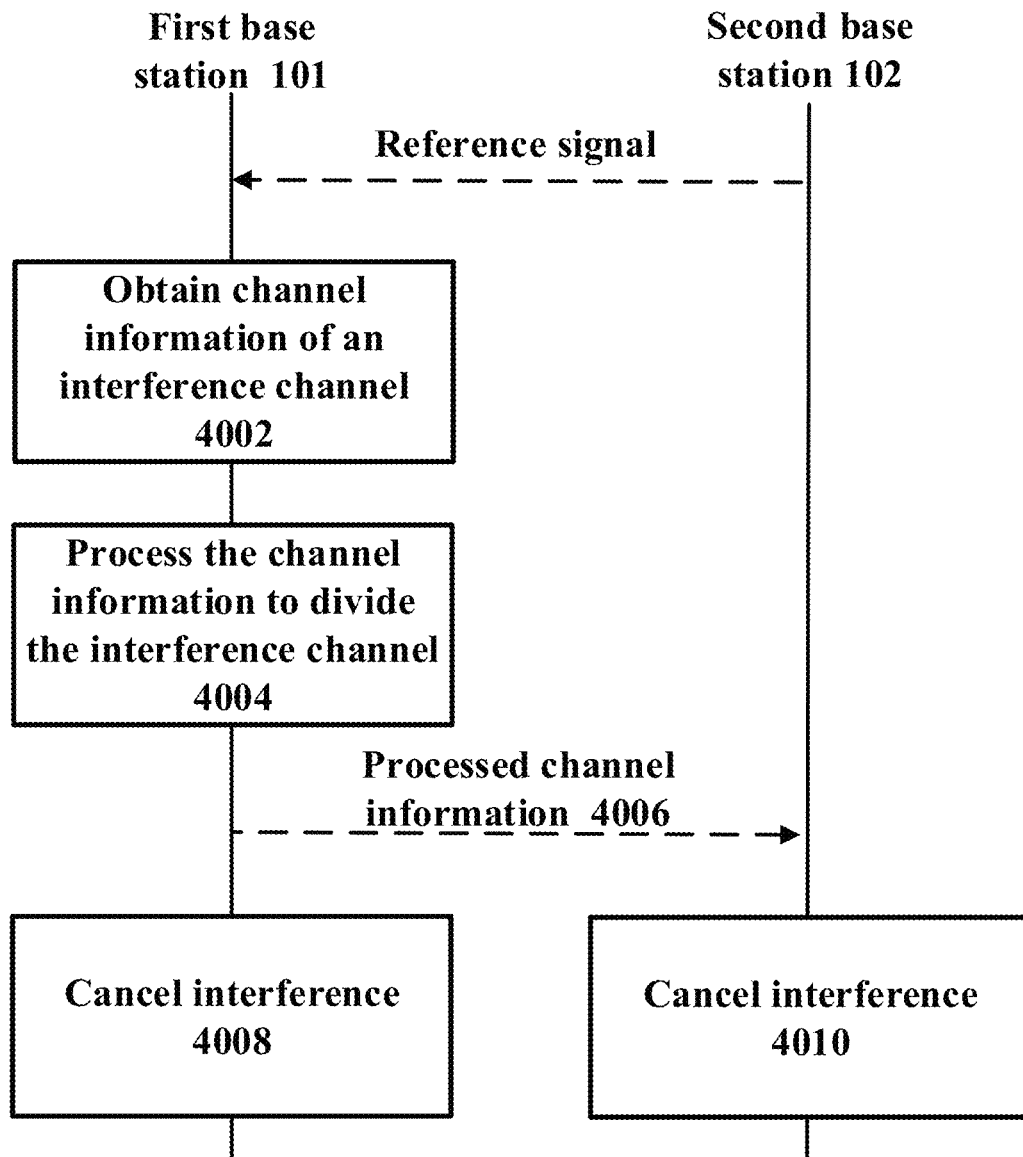 First base
station 101
Second base
station 102
Reference signal
Obtain channel
information of an
interference channel
4002
Process the channel
information to divide
the interference channel
4004
Processed channel
information 4006
Cancel interference
4008
Cancel interference
4010